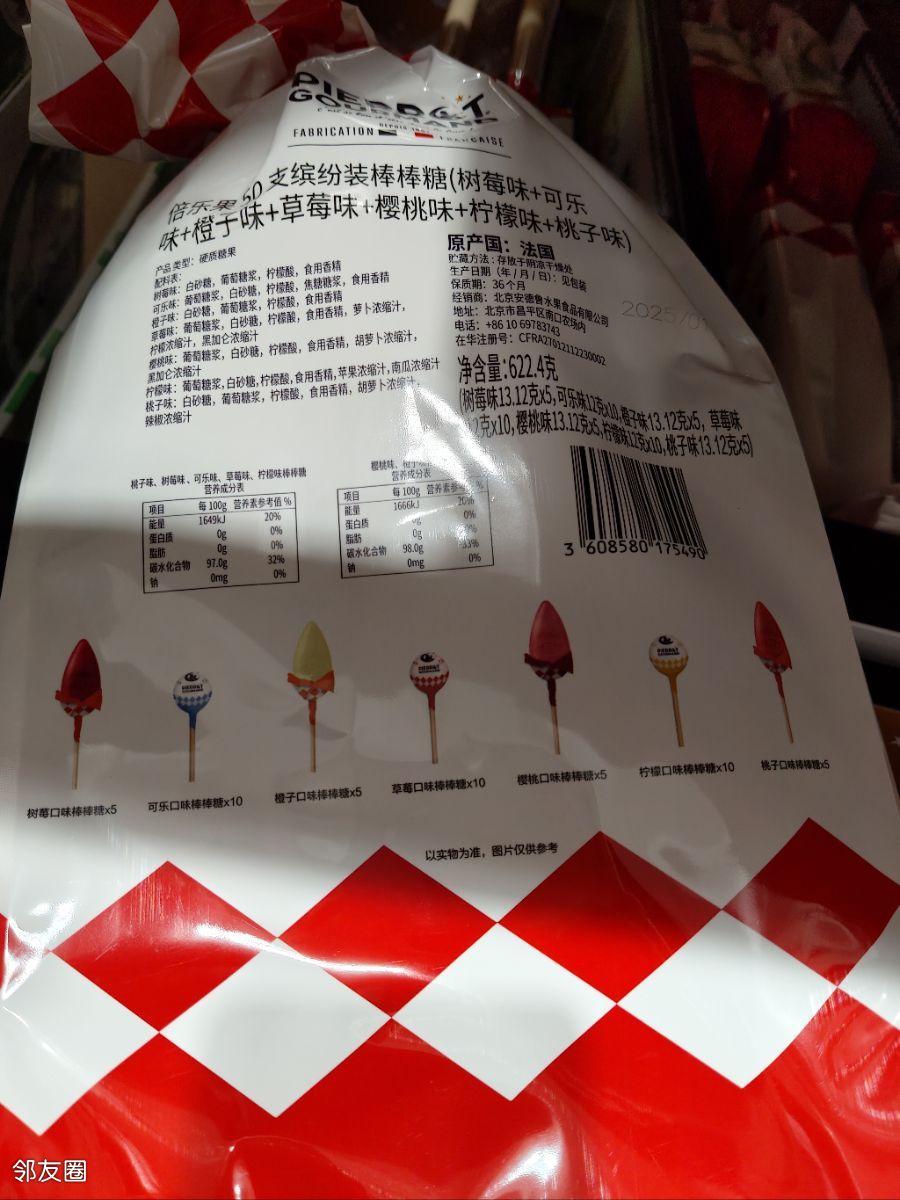 PIERROT
GOURMAND
FABRICATION FRANCAISE
倍乐果 50 支缤纷装棒棒糖(树莓味+可乐
味+橙子味+草莓味+樱桃味+柠檬味+桃子味)
产品类型：硬质糖果
配料表：
树莓味：白砂糖，葡萄糖浆，柠檬酸，食用香精
可乐味：葡萄糖浆，白砂糖，柠檬酸，焦糖糖浆，食用香精
橙子味：白砂糖，葡萄糖浆，柠檬酸，食用香精
草莓味：葡萄糖浆，白砂糖，柠檬酸，食用香精，萝卜浓缩汁，
柠檬浓缩汁，黑加仑浓缩汁
樱桃味：葡萄糖浆，白砂糖，柠檬酸，食用香精，胡萝卜浓缩汁，
黑加仑浓缩汁
柠檬味：葡萄糖浆,白砂糖,柠檬酸,食用香精,苹果浓缩汁,南瓜浓缩汁
桃子味：白砂糖，葡萄糖浆，柠檬酸，食用香精，胡萝卜浓缩汁，
辣椒浓缩汁
原产国：法国
贮藏方法：存放于阴凉干燥处
生产日期（年/月/日）：见包装
保质期：36个月
经销商：北京安德鲁水果食品有限公司
地址：北京市昌平区南口农场内
电话：+86 10 69783743
在华注册号：CFRA27012112230002
2025/01
净含量:622.4克
(树莓味13.12克x5,可乐味12克x10,橙子味13.12克x5，草莓味
12克x10,樱桃味13.12克x5,柠檬味12克x10,桃子味13.12克x5)
3 608580 175490
桃子味、树莓味、可乐味、草莓味、柠檬味棒棒糖
营养成分表
项目 每 100g 营养素参考值 %
能量 1649kJ 20%
蛋白质 0g 0%
脂肪 0g 0%
碳水化合物 97.0g 32%
钠 0mg 0%
樱桃味、橙子味
营养成分表
项目 每 100g 营养素参考值 %
能量 1666kJ 20%
蛋白质 0g 0%
脂肪 0g 0%
碳水化合物 98.0g 33%
钠 0mg 0%
树莓口味棒棒糖x5
可乐口味棒棒糖x10
橙子口味棒棒糖x5
草莓口味棒棒糖x10
樱桃口味棒棒糖x5
柠檬口味棒棒糖x10
桃子口味棒棒糖x5
以实物为准，图片仅供参考
邻友圈